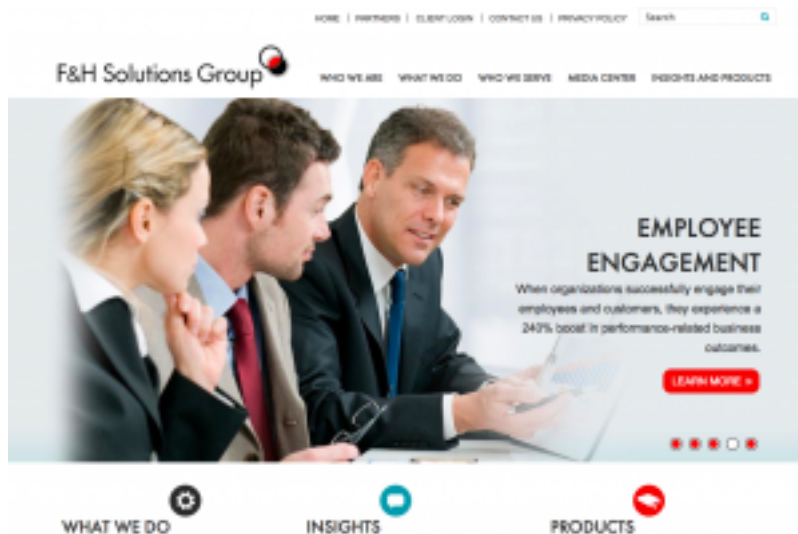 HOME | PARTNERS | CLIENT LOGIN | CONTACT US | PRIVACY POLICY Search
F&H Solutions Group
WHO WE ARE WHAT WE DO WHO WE SERVE MEDIA CENTER INSIGHTS AND PRODUCTS
EMPLOYEE
ENGAGEMENT
When organizations successfully engage their
employees and customers, they experience a
240% boost in performance-related business
outcomes.
LEARN MORE »
WHAT WE DO INSIGHTS PRODUCTS